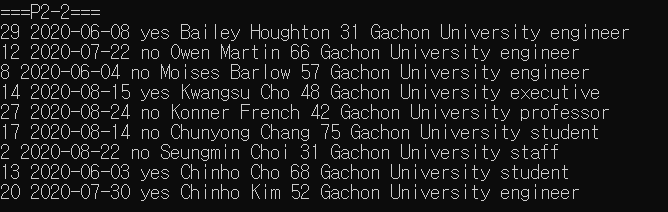 ===P2-2===
29 2020-06-08 yes Bailey Houghton 31 Gachon University engineer
12 2020-07-22 no Owen Martin 66 Gachon University engineer
8 2020-06-04 no Moises Barlow 57 Gachon University engineer
14 2020-08-15 yes Kwangsu Cho 48 Gachon University executive
27 2020-08-24 no Konner French 42 Gachon University professor
17 2020-08-14 no Chunyong Chang 75 Gachon University student
2 2020-08-22 no Seungmin Choi 31 Gachon University staff
13 2020-06-03 yes Chinho Cho 68 Gachon University student
20 2020-07-30 yes Chinho Kim 52 Gachon University engineer